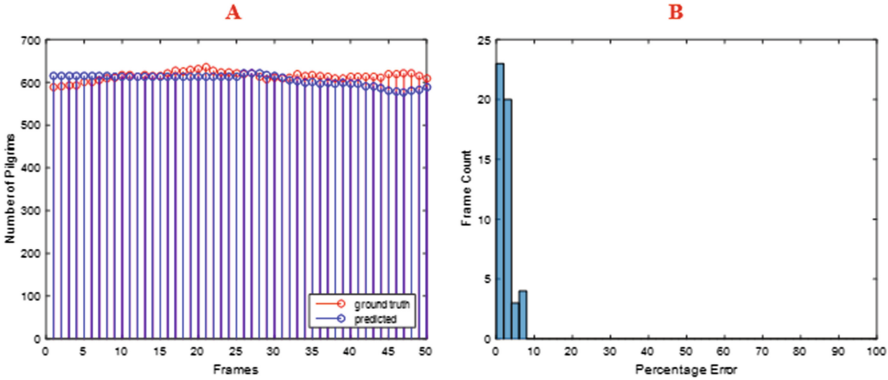 A
B
700
600
500
400
300
200
100
0
Number of Pilgrims
0 5 10 15 20 25 30 35 40 45 50
Frames
ground truth
predicted
25
20
15
10
5
0
Frame Count
0 10 20 30 40 50 60 70 80 90 100
Percentage Error